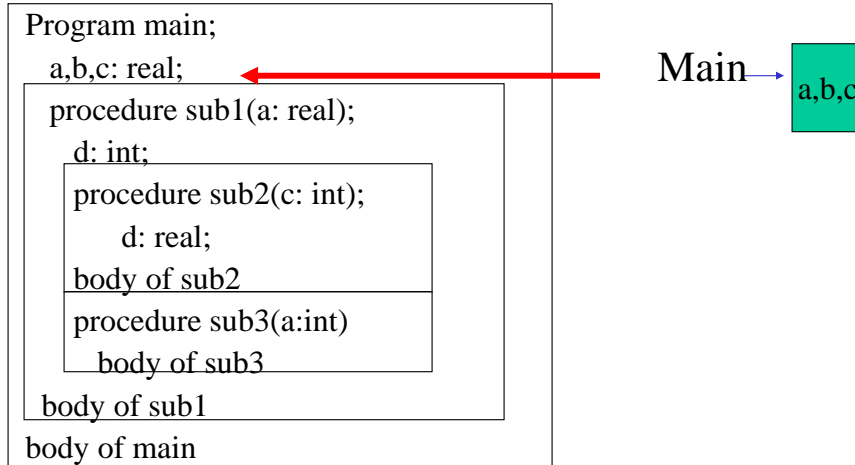 Program main;
a,b,c: real;
procedure sub1(a: real);
d: int;
procedure sub2(c: int);
d: real;
body of sub2
procedure sub3(a:int)
body of sub3
body of sub1
body of main
Main
a,b,c